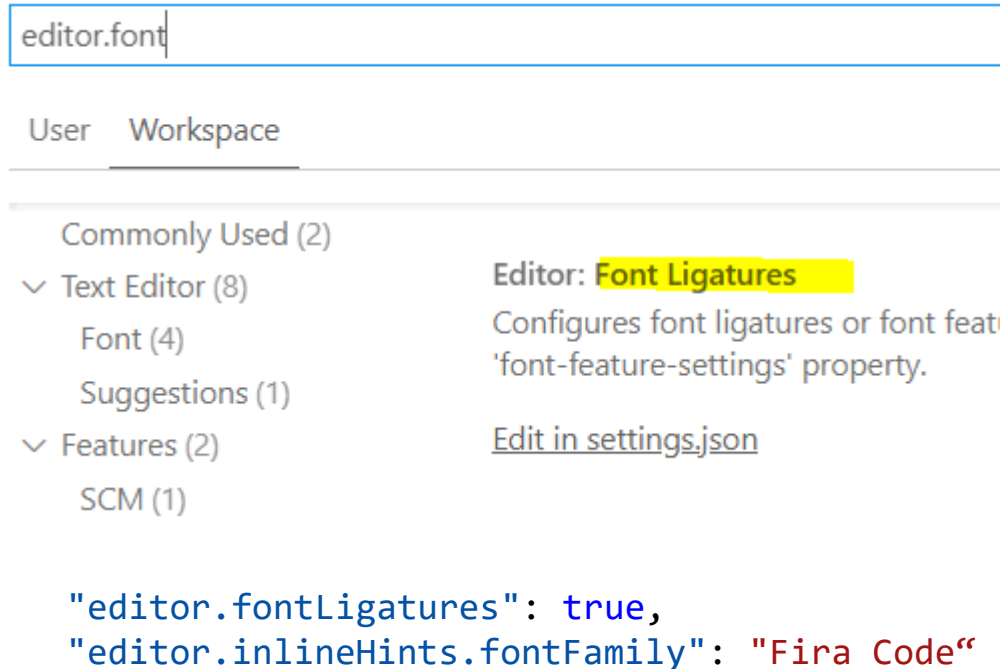 editor.font
User Workspace
Commonly Used (2)
Text Editor (8)
Font (4)
Suggestions (1)
Features (2)
SCM (1)
Editor: Font Ligatures
Configures font ligatures or font
'font-feature-settings' property.
Edit in settings.json
"editor.fontLigatures": true,
"editor.inlineHints.fontFamily": "Fira Code“